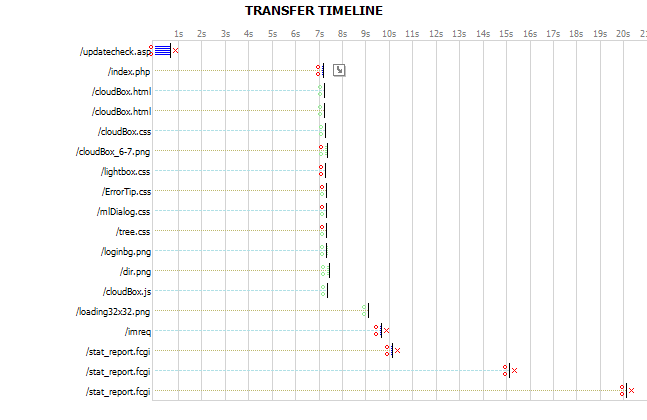 TRANSFER TIMELINE
1s 2s 3s 4s 5s 6s 7s 8s 9s 10s 11s 12s 13s 14s 15s 16s 17s 18s 19s 20s 21
/updatecheck.asp
/index.php
/cloudBox.html
/cloudBox.html
/cloudBox.css
/cloudBox_6-7.png
/lightbox.css
/ErrorTip.css
/mlDialog.css
/tree.css
/loginbg.png
/dir.png
/cloudBox.js
/loading32x32.png
/imreq
/stat_report.fcgi
/stat_report.fcgi
/stat_report.fcgi